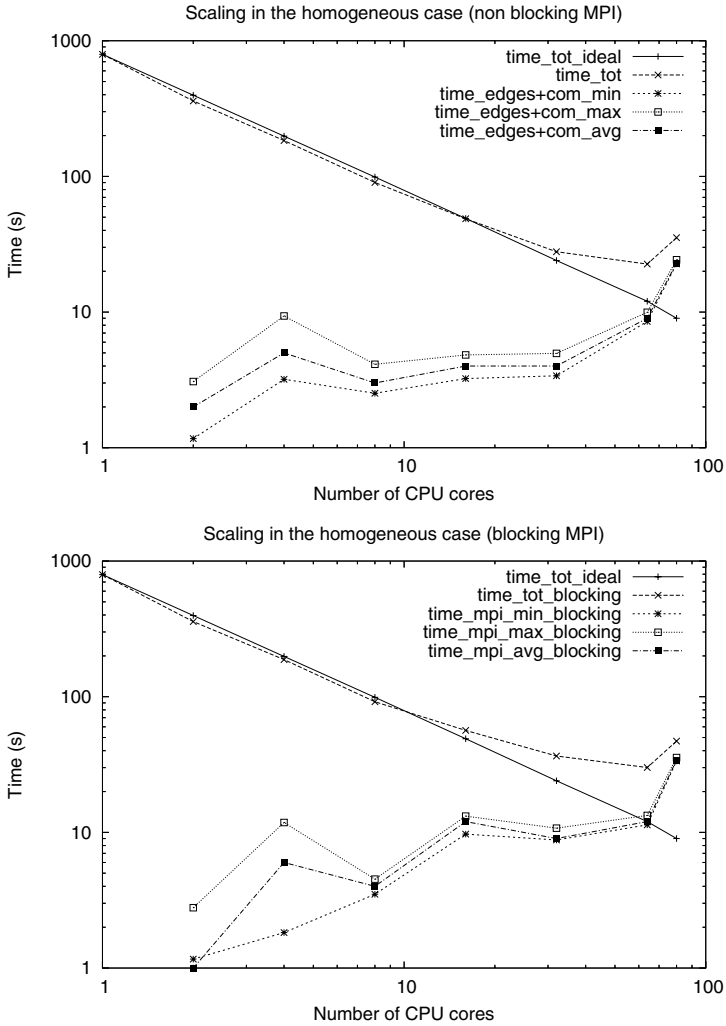 Scaling in the homogeneous case (non blocking MPI)
1000
100
10
1
Time (s)
time_tot_ideal
time_tot
time_edges+com_min
time_edges+com_max
time_edges+com_avg
1 10 100
Number of CPU cores
Scaling in the homogeneous case (blocking MPI)
1000
100
10
1
Time (s)
time_tot_ideal
time_tot_blocking
time_mpi_min_blocking
time_mpi_max_blocking
time_mpi_avg_blocking
1 10 100
Number of CPU cores